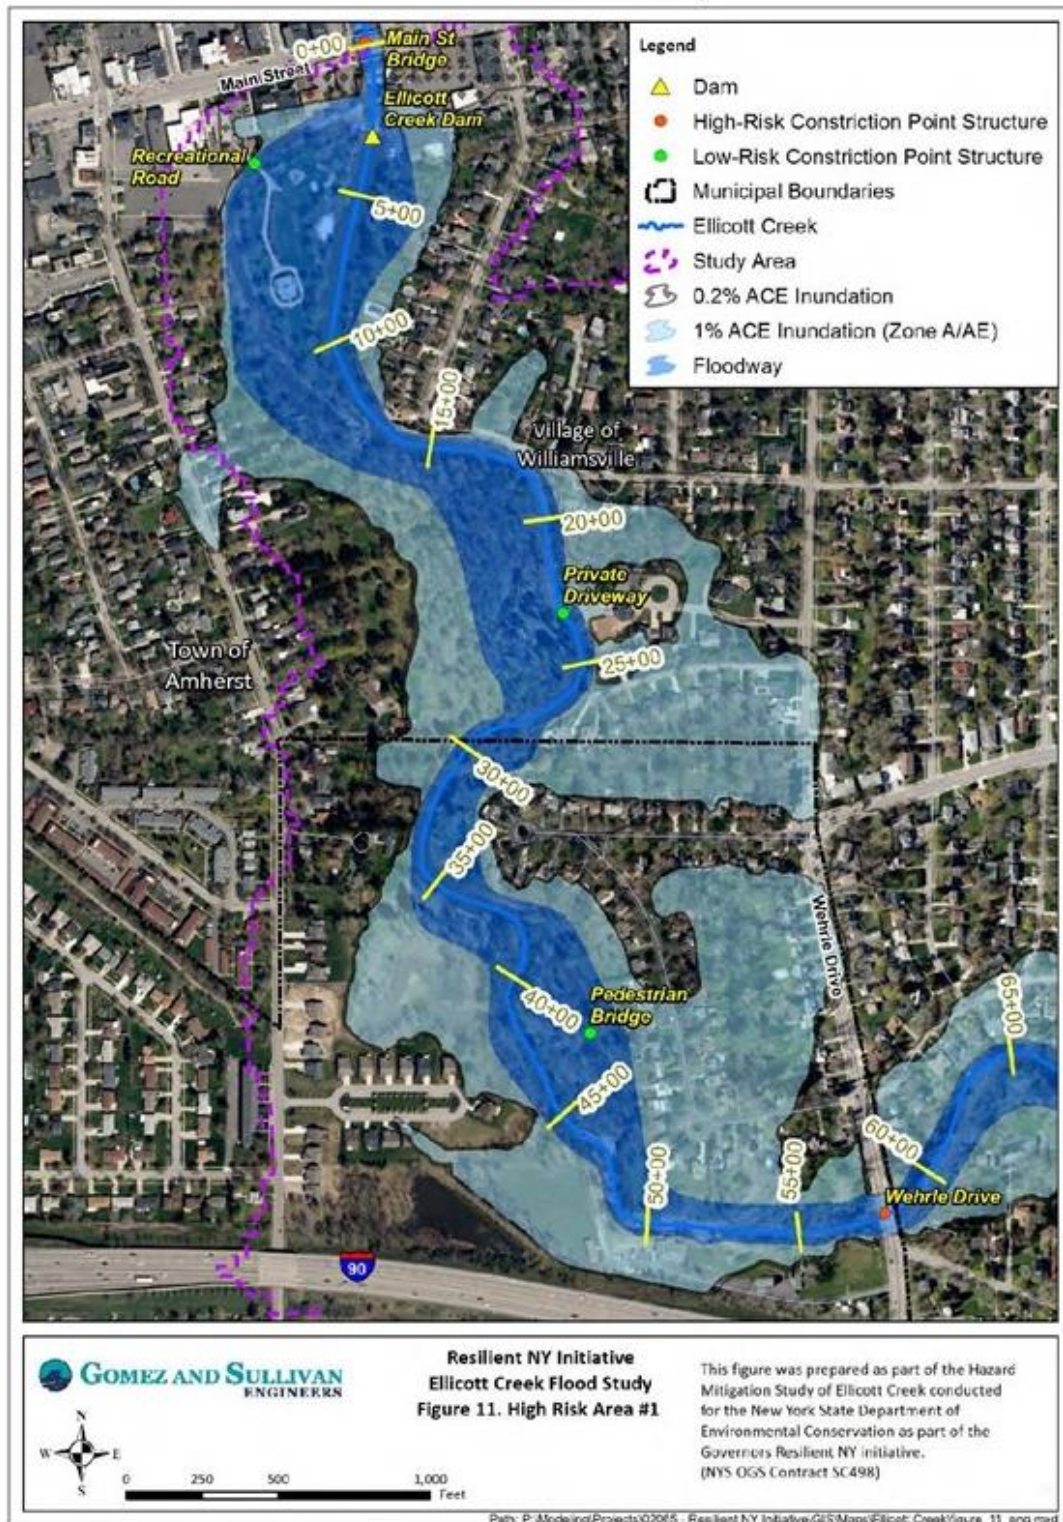 0+00
Main Street
Main St
Bridge
Ellicott
Creek Dam
Recreational
Road
5+00
10+00
15+00
Village of
Williamsville
20+00
Private
Driveway
25+00
Town of
Amherst
30+00
35+00
Wehrle Drive
40+00
Pedestrian
Bridge
45+00
50+00
55+00
60+00
65+00
Wehrle Drive
90
Legend
Dam
High-Risk Constriction Point Structure
Low-Risk Constriction Point Structure
Municipal Boundaries
Ellicott Creek
Study Area
0.2% ACE Inundation
1% ACE Inundation (Zone A/AE)
Floodway
GOMEZ AND SULLIVAN
ENGINEERS
N
W E
S
0 250 500 1,000
Feet
Resilient NY Initiative
Ellicott Creek Flood Study
Figure 11. High Risk Area #1
This figure was prepared as part of the Hazard
Mitigation Study of Ellicott Creek conducted
for the New York State Department of
Environmental Conservation as part of the
Governors Resilient NY initiative.
(NYS OGS Contract SC498)